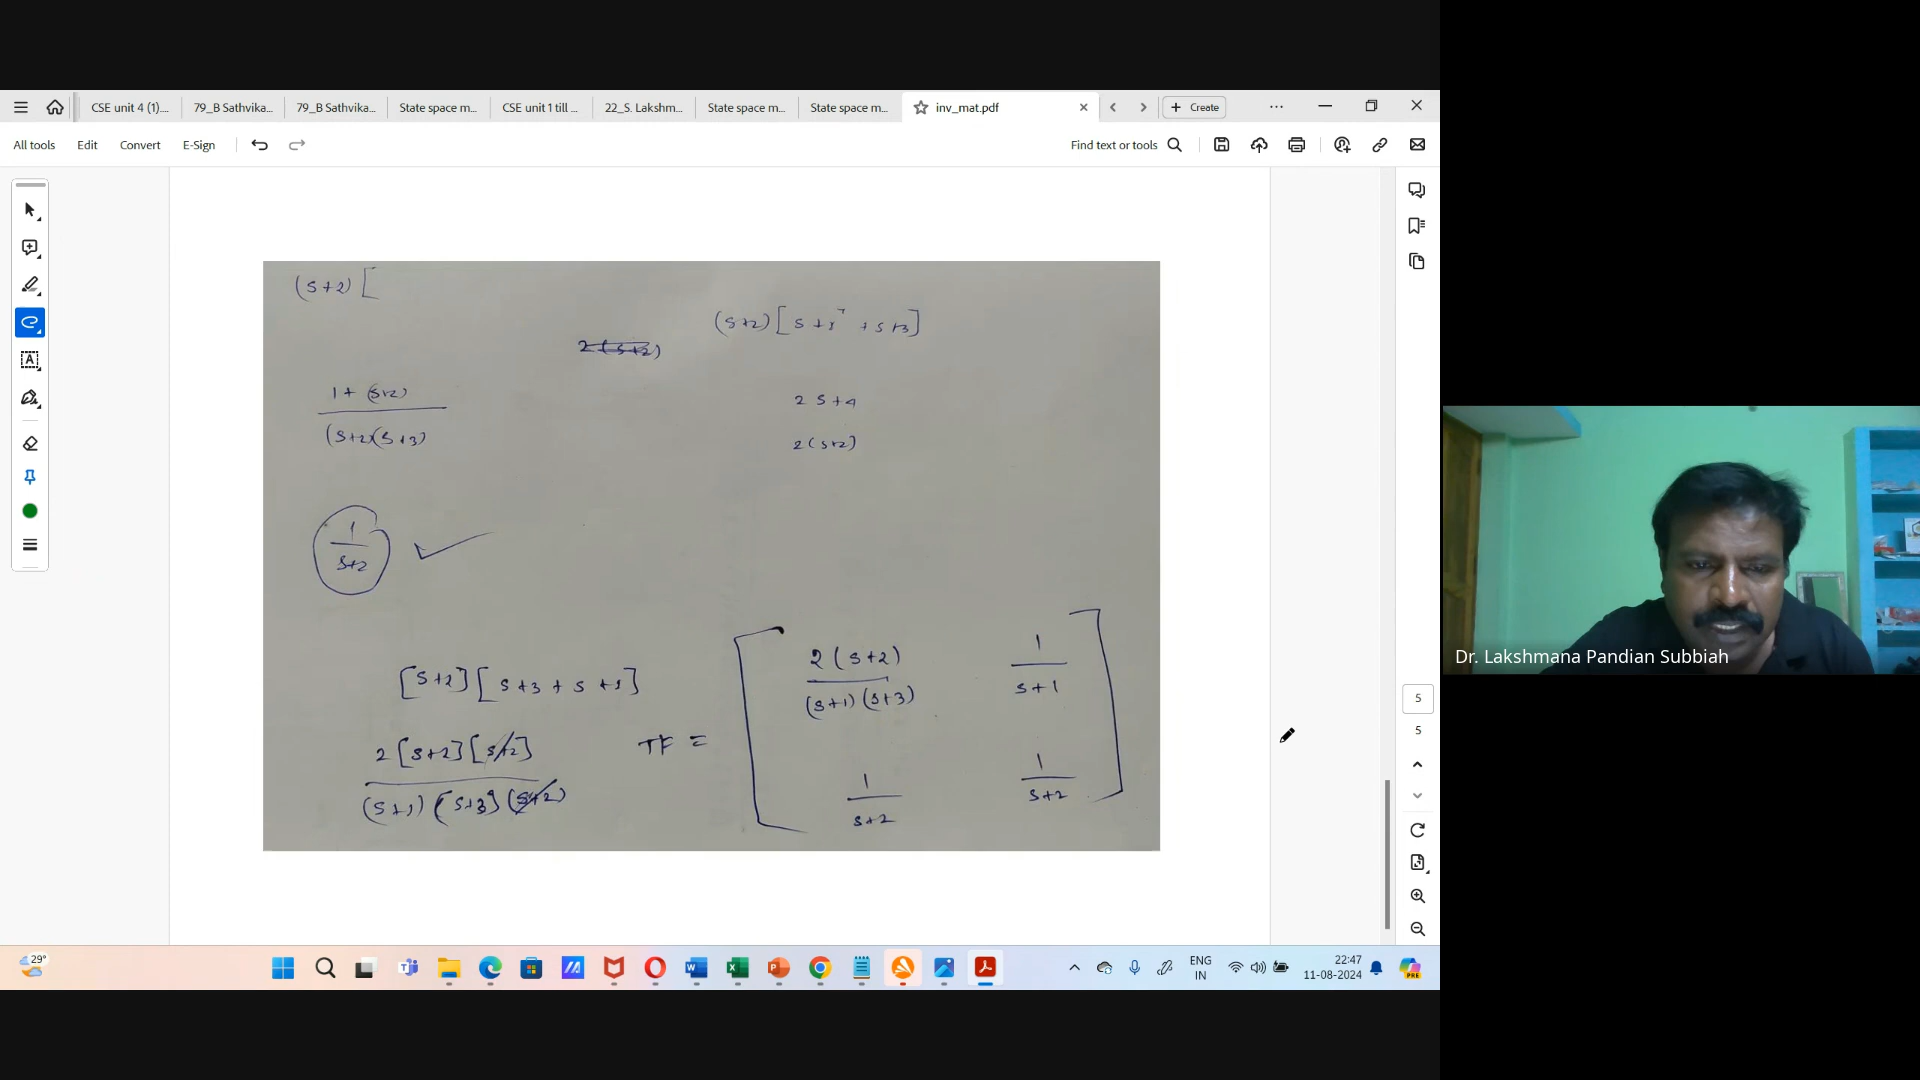 CSE unit 4 (1)....
79_B Sathvika...
79_B Sathvika...
State space m...
CSE unit 1 till ...
22_S. Lakshm...
State space m...
State space m...
inv_mat.pdf
Create
All tools
Edit
Convert
E-Sign
Find text or tools
(s+2) [
(s+2) [s+1 + s+3]
2(s+2)
1 + (s+2)
(s+2)(s+3)
2 s + 4
2 (s+2)
1
s+2
[s+2] [s+3 + s + 1]
2 [s+2] [s+2]
(s+1) [s+3] (s+2)
TF =
2 (s+2)
(s+1) (s+3)
1
s+1
1
s+2
1
s+2
5
5
Dr. Lakshmana Pandian Subbiah
29°
ENG
IN
22:47
11-08-2024
PRE